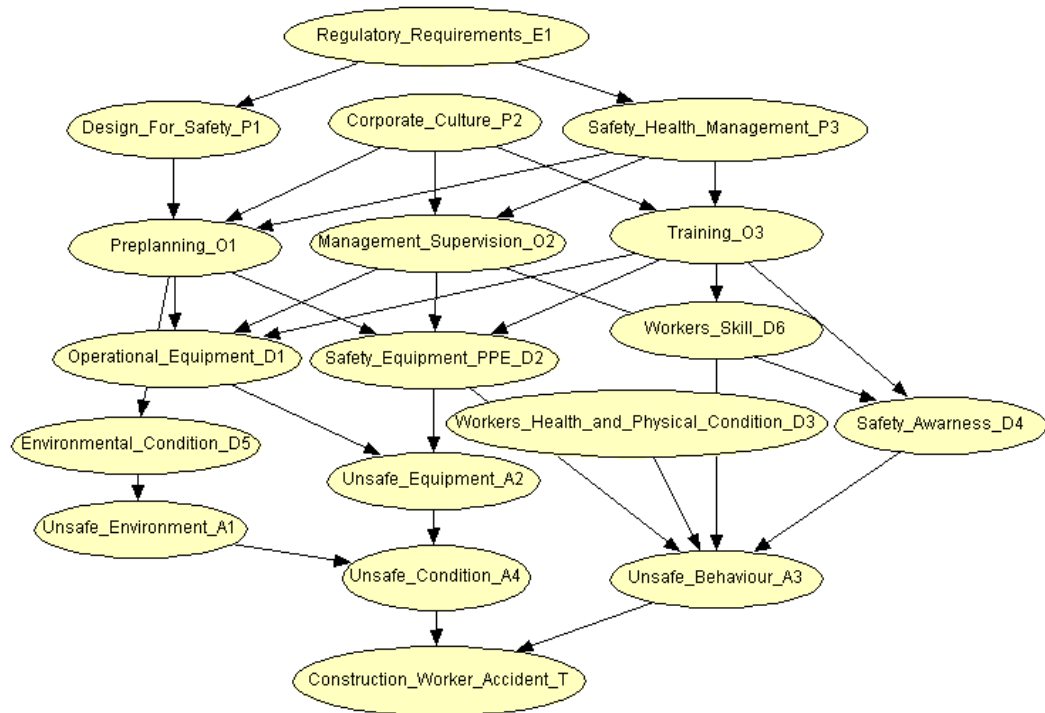 Regulatory_Requirements_E1
Design_For_Safety_P1
Corporate_Culture_P2
Safety_Health_Management_P3
Preplanning_O1
Management_Supervision_O2
Training_O3
Operational_Equipment_D1
Safety_Equipment_PPE_D2
Workers_Skill_D6
Environmental_Condition_D5
Workers_Health_and_Physical_Condition_D3
Safety_Awarness_D4
Unsafe_Equipment_A2
Unsafe_Environment_A1
Unsafe_Condition_A4
Unsafe_Behaviour_A3
Construction_Worker_Accident_T